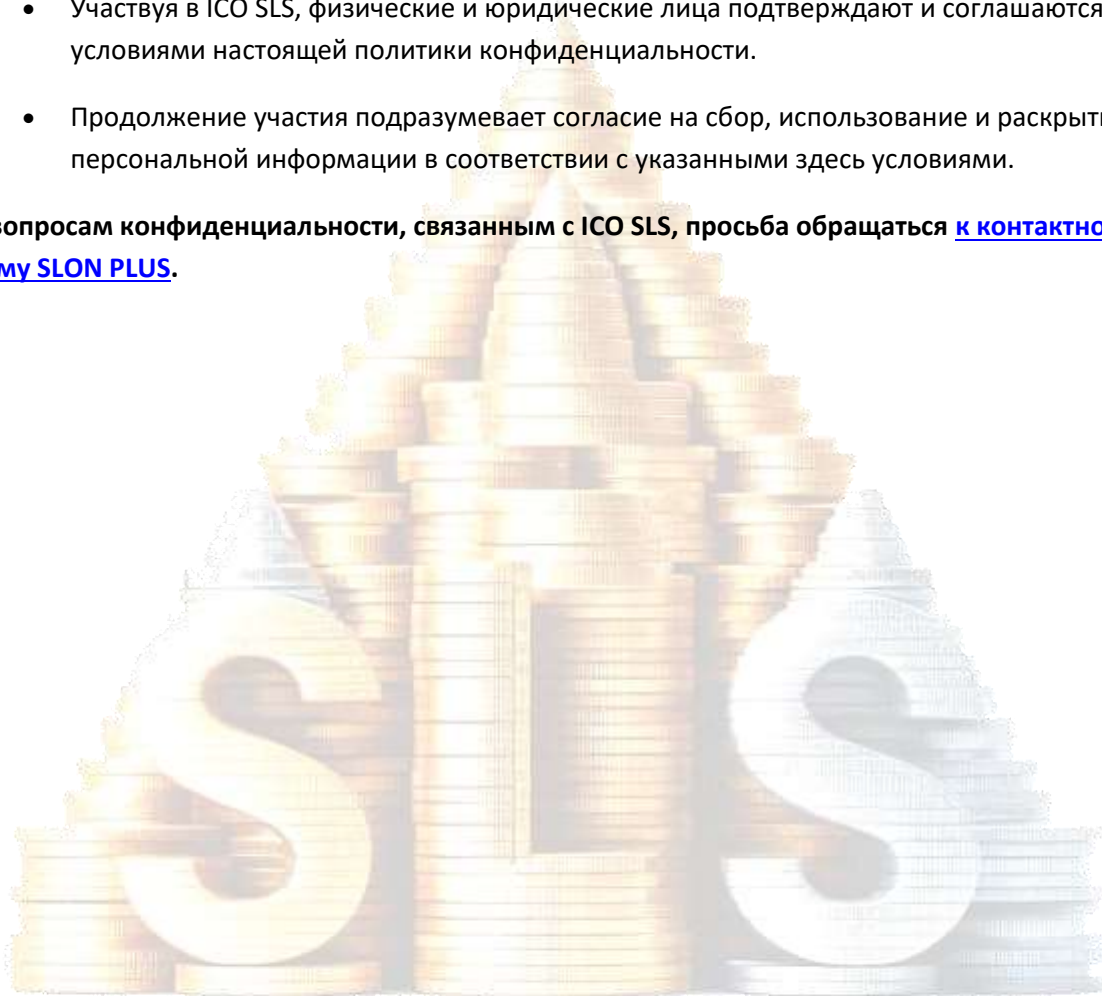 • Участвуя в ICO SLS, физические и юридические лица подтверждают и соглашаются
условиями настоящей политики конфиденциальности.
• Продолжение участия подразумевает согласие на сбор, использование и раскрыт
персональной информации в соответствии с указанными здесь условиями.
вопросам конфиденциальности, связанным с ICO SLS, просьба обращаться к контактно
му SLON PLUS.
SLS